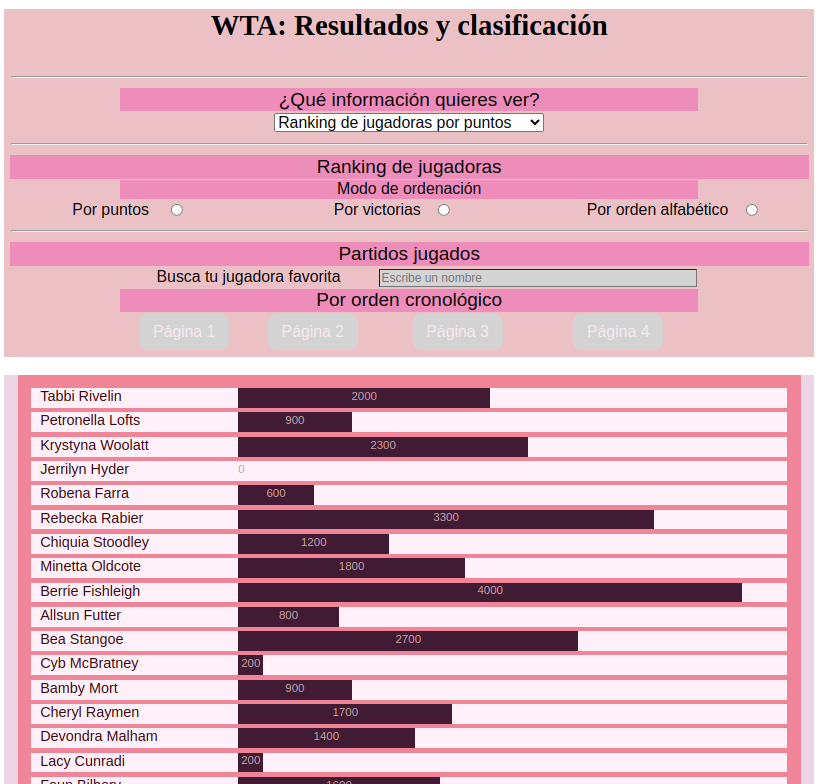 WTA: Resultados y clasificación
¿Qué información quieres ver?
Ranking de jugadoras por puntos
Ranking de jugadoras
Modo de ordenación
Por puntos Por victorias Por orden alfabético
Partidos jugados
Busca tu jugadora favorita Escribe un nombre
Por orden cronológico
Página 1 Página 2 Página 3 Página 4
Tabbi Rivelin 2000
Petronella Lofts 900
Krystyna Woolatt 2300
Jerrilyn Hyder 0
Robena Farra 600
Rebecka Rabier 3300
Chiquia Stoodley 1200
Minetta Oldcote 1800
Berrie Fishleigh 4000
Allsun Futter 800
Bea Stangoe 2700
Cyb McBratney 200
Bamby Mort 900
Cheryl Raymen 1700
Devondra Malham 1400
Lacy Cunradi 200